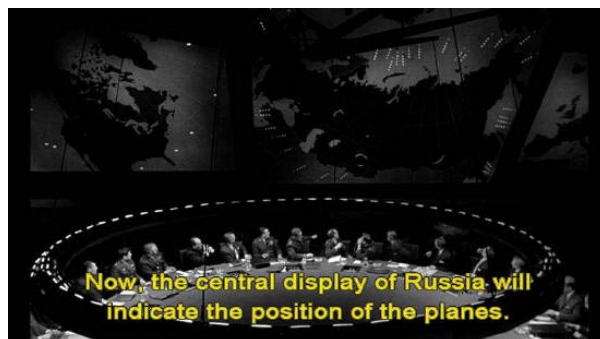 Now, the central display of Russia will
indicate the position of the planes.